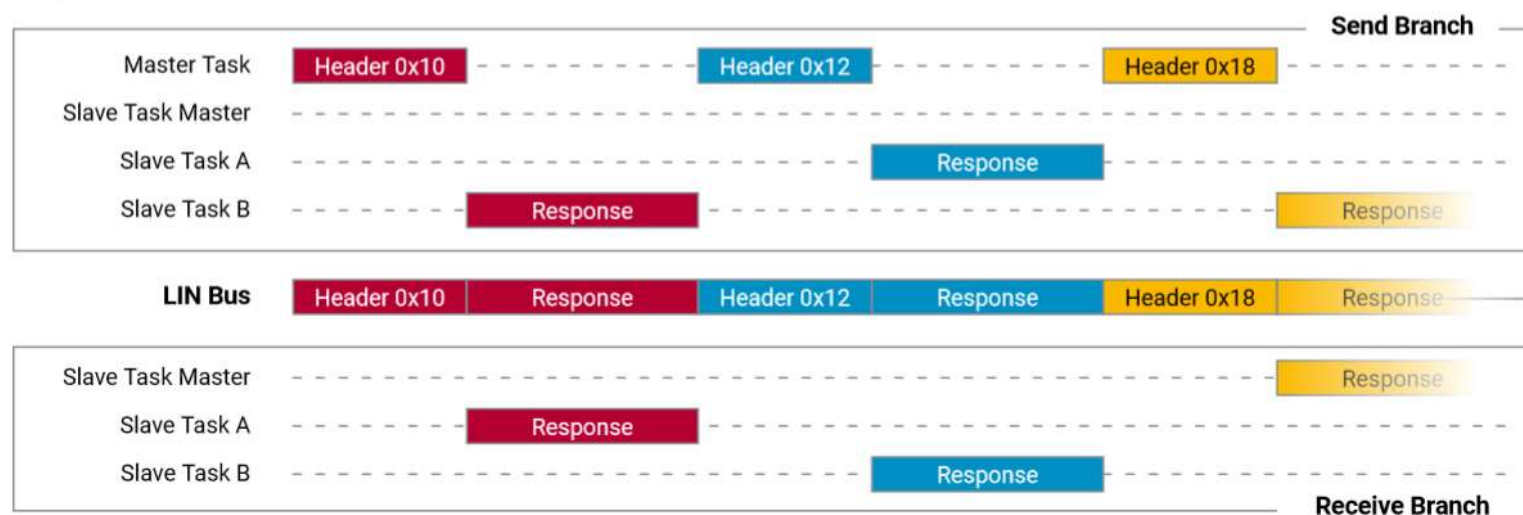 Send Branch
Master Task Header 0x10 Header 0x12 Header 0x18
Slave Task Master
Slave Task A Response
Slave Task B Response Response
LIN Bus Header 0x10 Response Header 0x12 Response Header 0x18 Response
Slave Task Master Response
Slave Task A Response
Slave Task B Response
Receive Branch